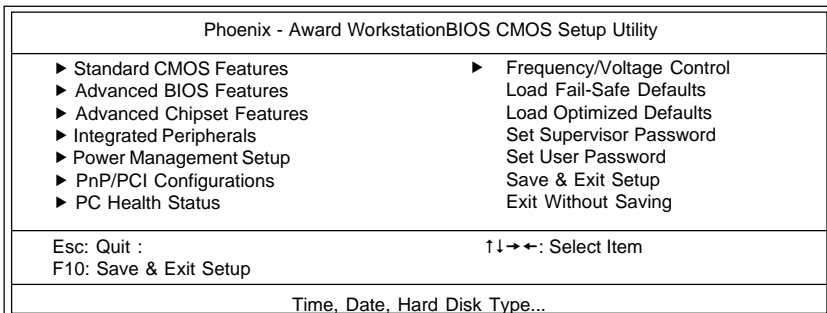 Phoenix - Award WorkstationBIOS CMOS Setup Utility
▶ Standard CMOS Features
▶ Advanced BIOS Features
▶ Advanced Chipset Features
▶ Integrated Peripherals
▶ Power Management Setup
▶ PnP/PCI Configurations
▶ PC Health Status
▶ Frequency/Voltage Control
Load Fail-Safe Defaults
Load Optimized Defaults
Set Supervisor Password
Set User Password
Save & Exit Setup
Exit Without Saving
Esc: Quit :
F10: Save & Exit Setup
↑↓→←: Select Item
Time, Date, Hard Disk Type...